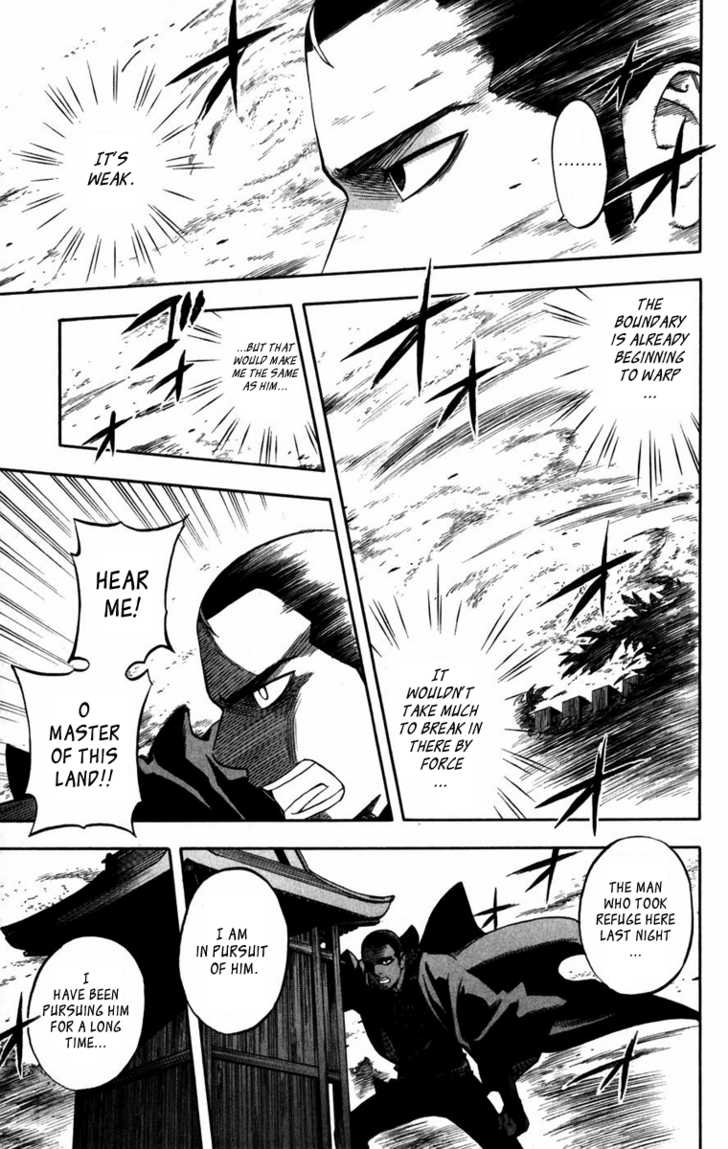 .........
IT'S
WEAK.
THE
BOUNDARY
IS ALREADY
BEGINNING
TO WARP
...
IT
WOULDN'T
TAKE MUCH
TO BREAK IN
THERE BY
FORCE
...
...BUT THAT
WOULD MAKE
ME THE SAME
AS HIM...
HEAR
ME!
O
MASTER
OF THIS
LAND!!
THE MAN
WHO TOOK
REFUGE HERE
LAST NIGHT
...
I AM
IN PURSUIT
OF HIM.
I
HAVE BEEN
PURSUING HIM
FOR A LONG
TIME...